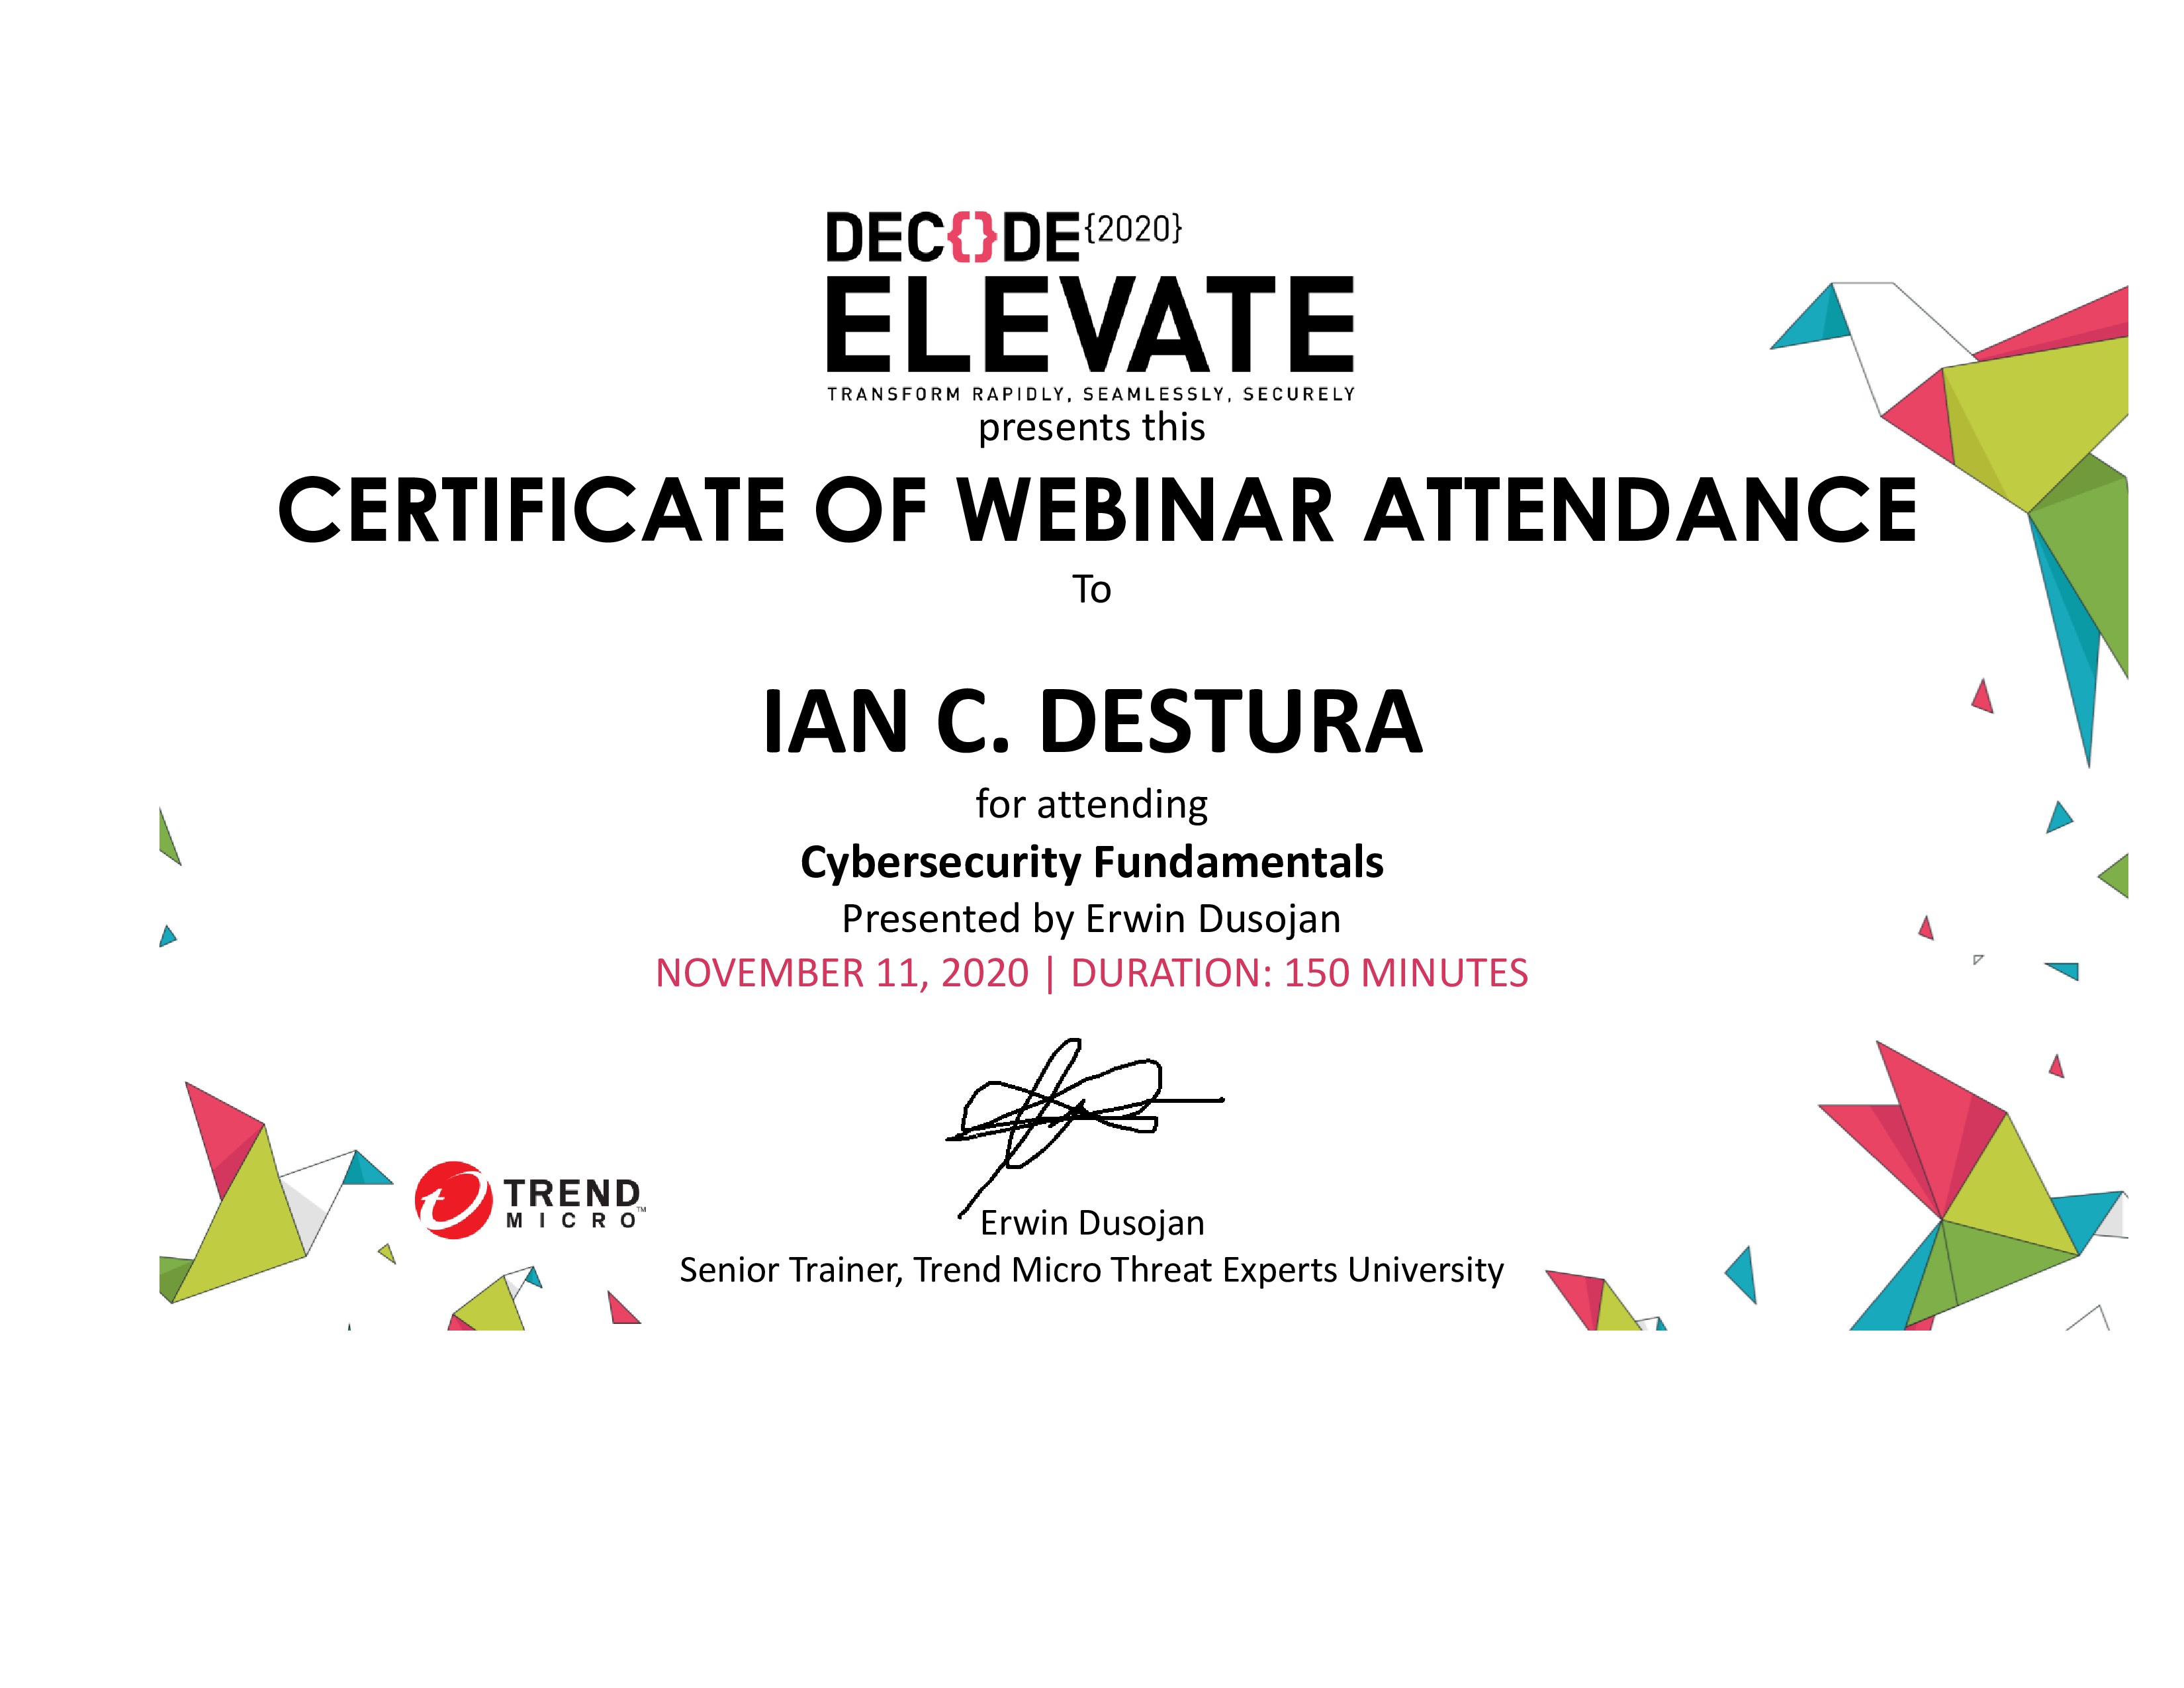 DEC{}DE{2020}
ELEVATE
TRANSFORM RAPIDLY, SEAMLESSLY, SECURELY
presents this
CERTIFICATE OF WEBINAR ATTENDANCE
To
IAN C. DESTURA
for attending
Cybersecurity Fundamentals
Presented by Erwin Dusojan
NOVEMBER 11, 2020 | DURATION: 150 MINUTES
TREND
MICRO™
Erwin Dusojan
Senior Trainer, Trend Micro Threat Experts University